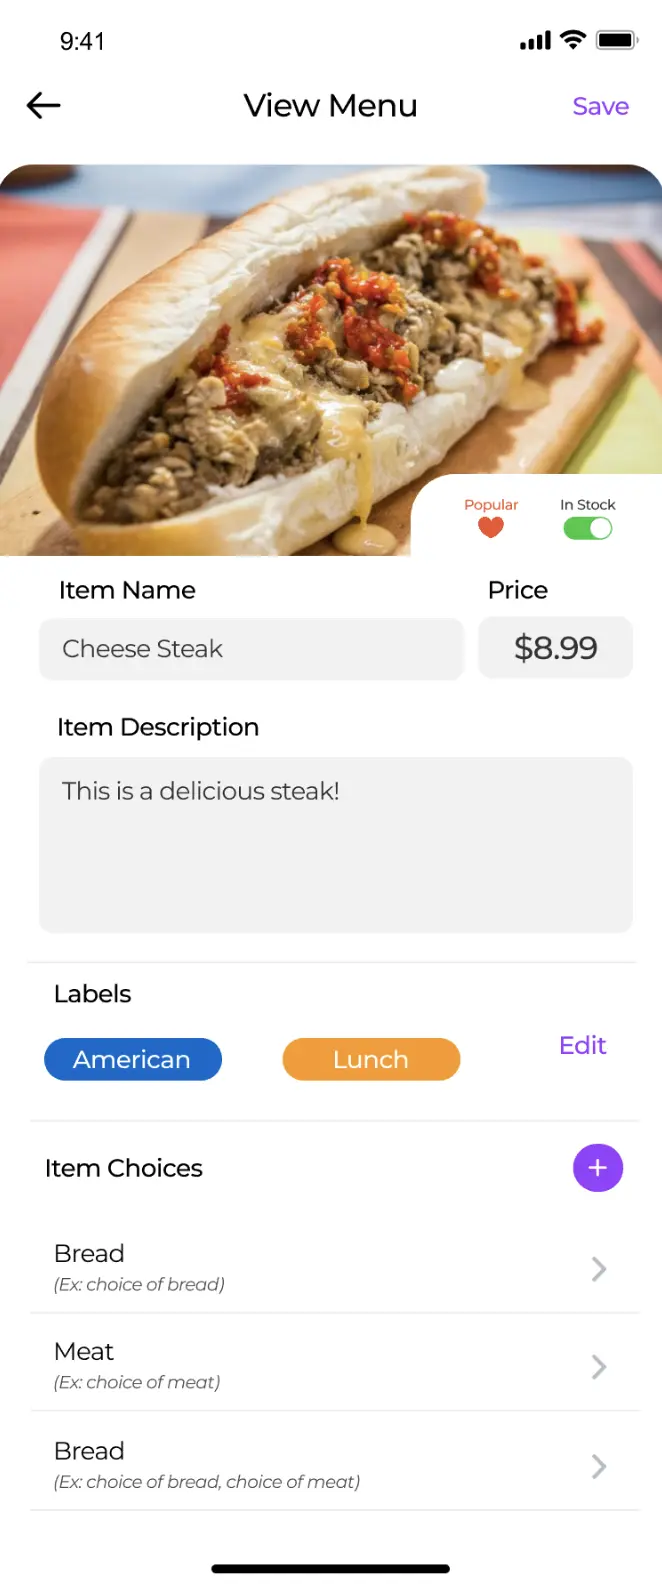 9:41
View Menu
Save
Popular
In Stock
Item Name
Price
Cheese Steak
$8.99
Item Description
This is a delicious steak!
Labels
American
Lunch
Edit
Item Choices
+
Bread
(Ex: choice of bread)
Meat
(Ex: choice of meat)
Bread
(Ex: choice of bread, choice of meat)